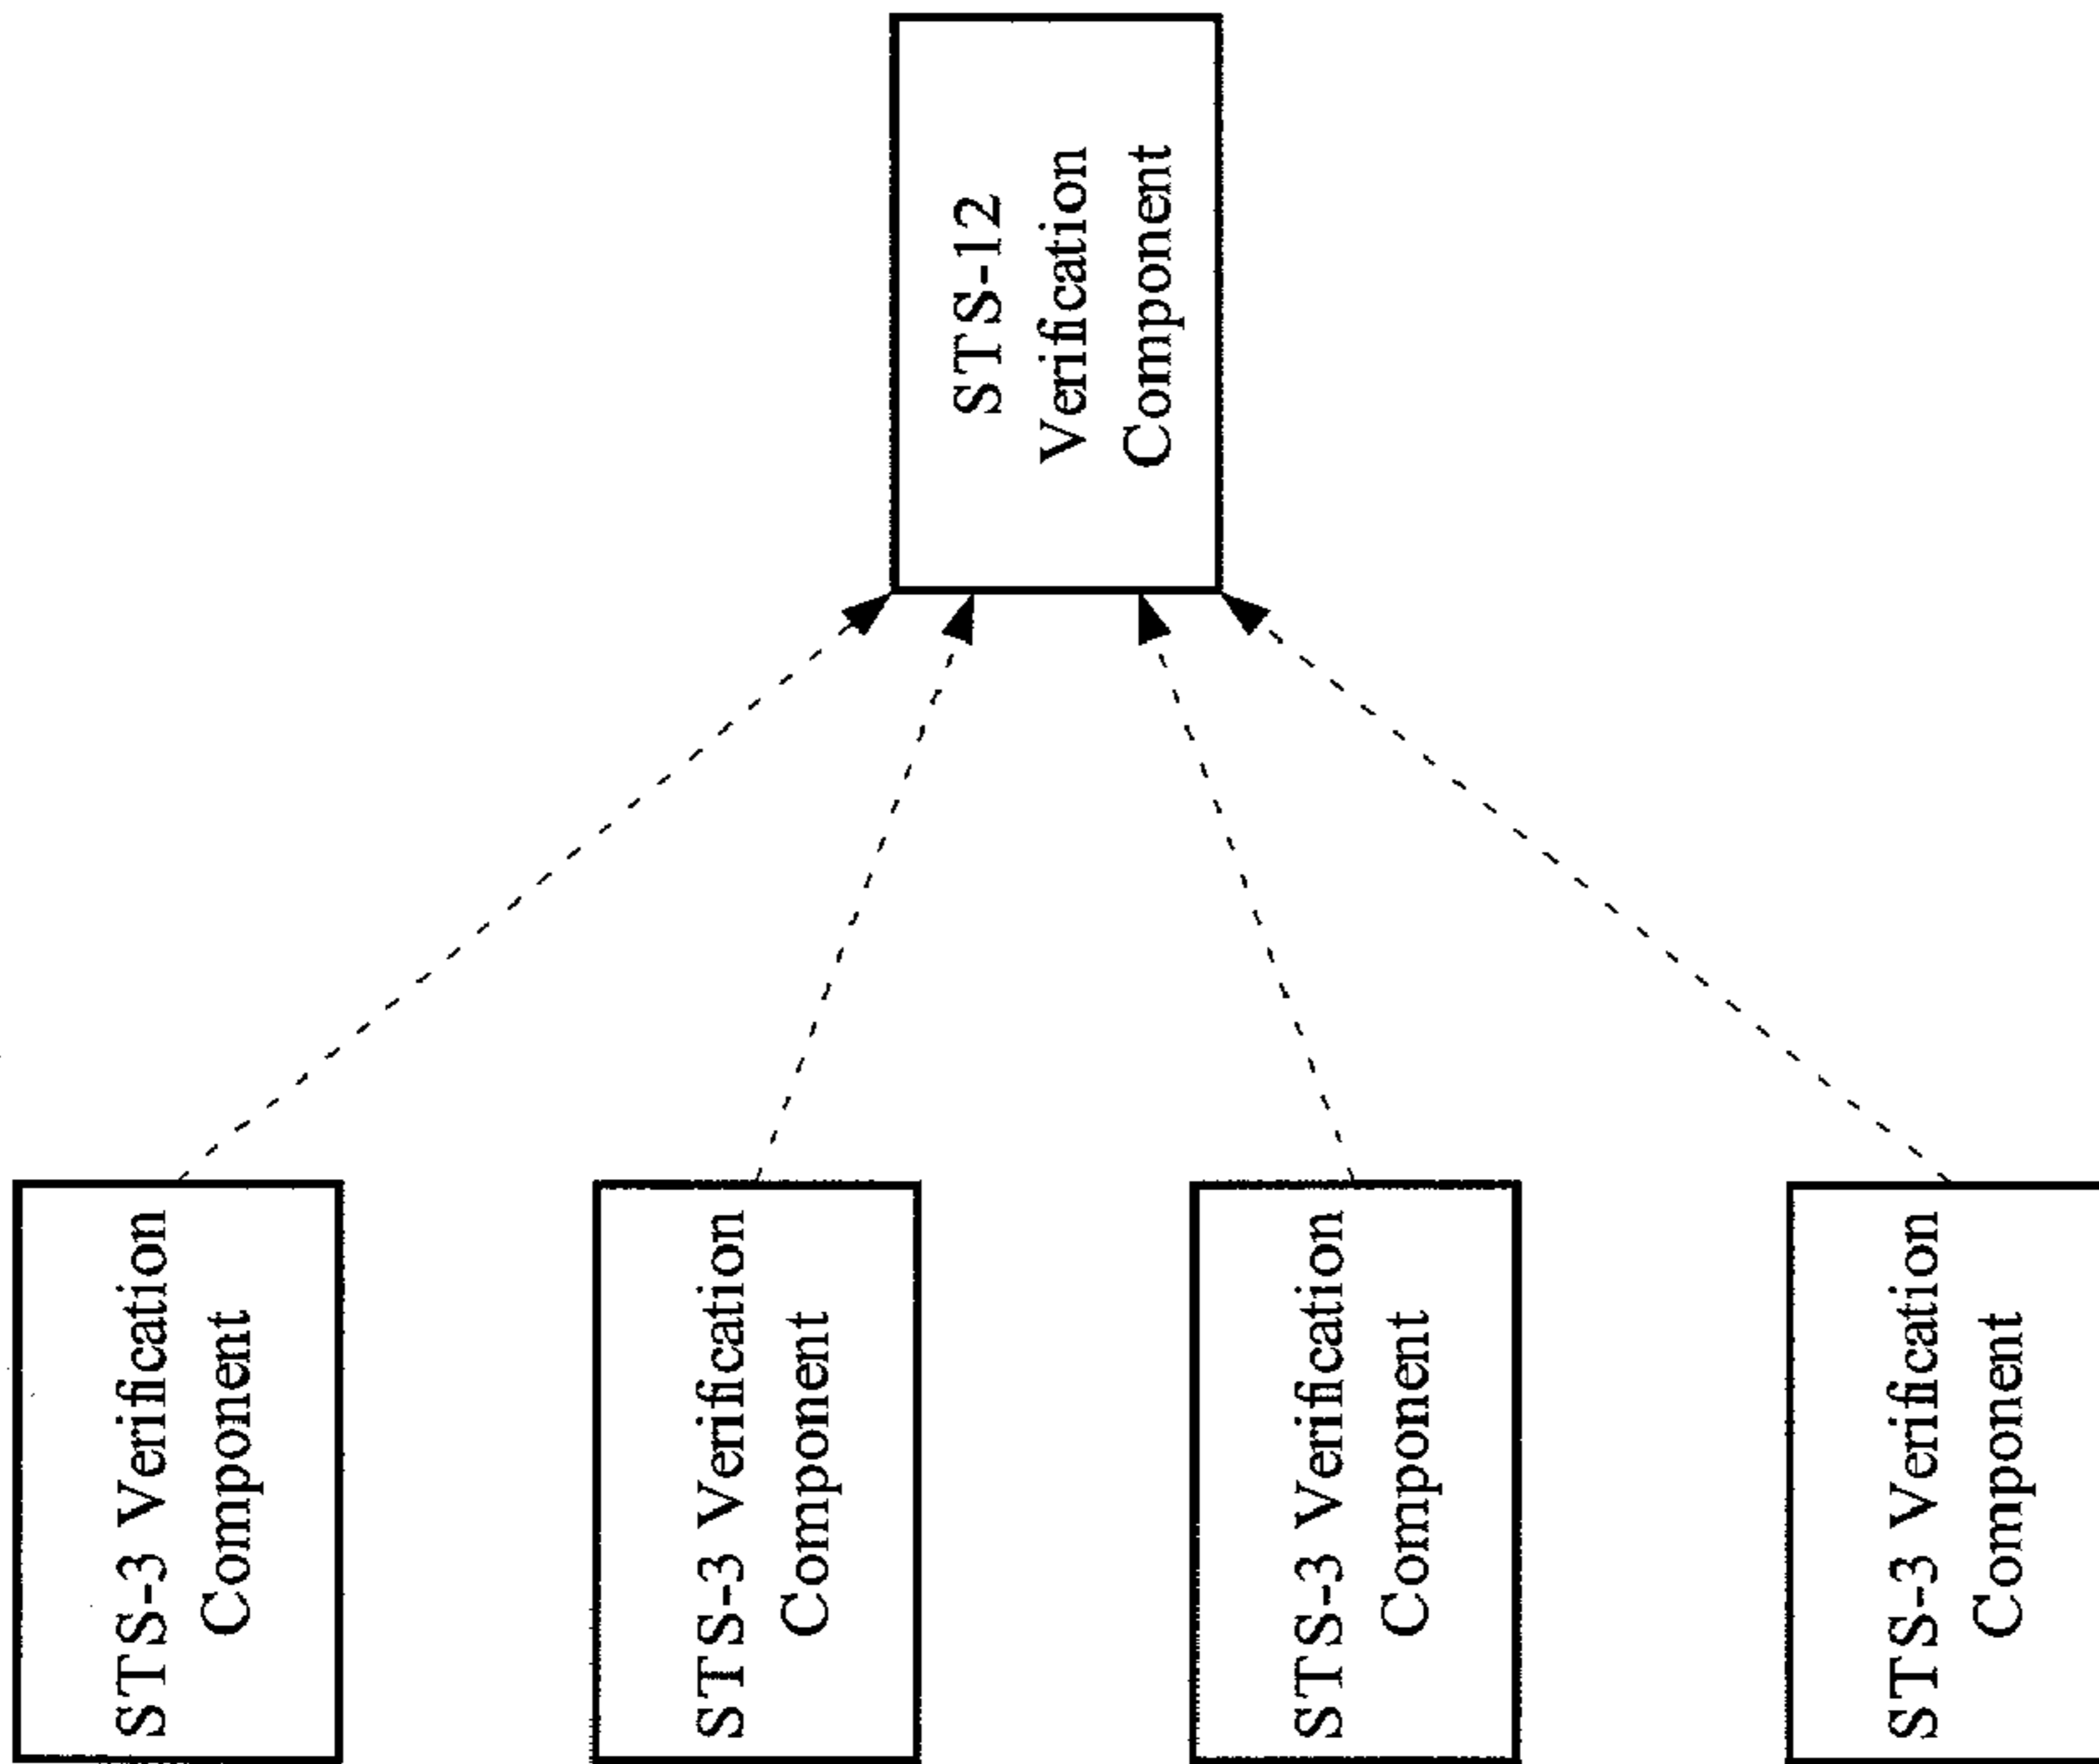 STS-12
Verification
Component
STS-3 Verification
Component
STS-3 Verification
Component
STS-3 Verification
Component
STS-3 Verification
Component